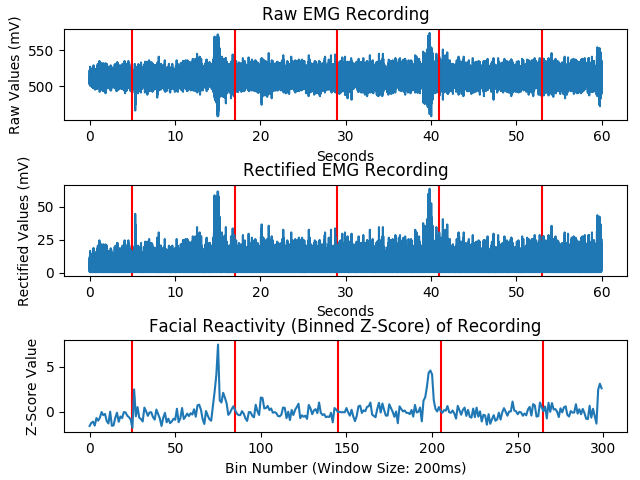 Raw EMG Recording
Raw Values (mV)
550
500
0 10 20 30 40 50 60
Seconds
Rectified EMG Recording
Rectified Values (mV)
50
25
0
0 10 20 30 40 50 60
Seconds
Facial Reactivity (Binned Z-Score) of Recording
Z-Score Value
5
0
0 50 100 150 200 250 300
Bin Number (Window Size: 200ms)